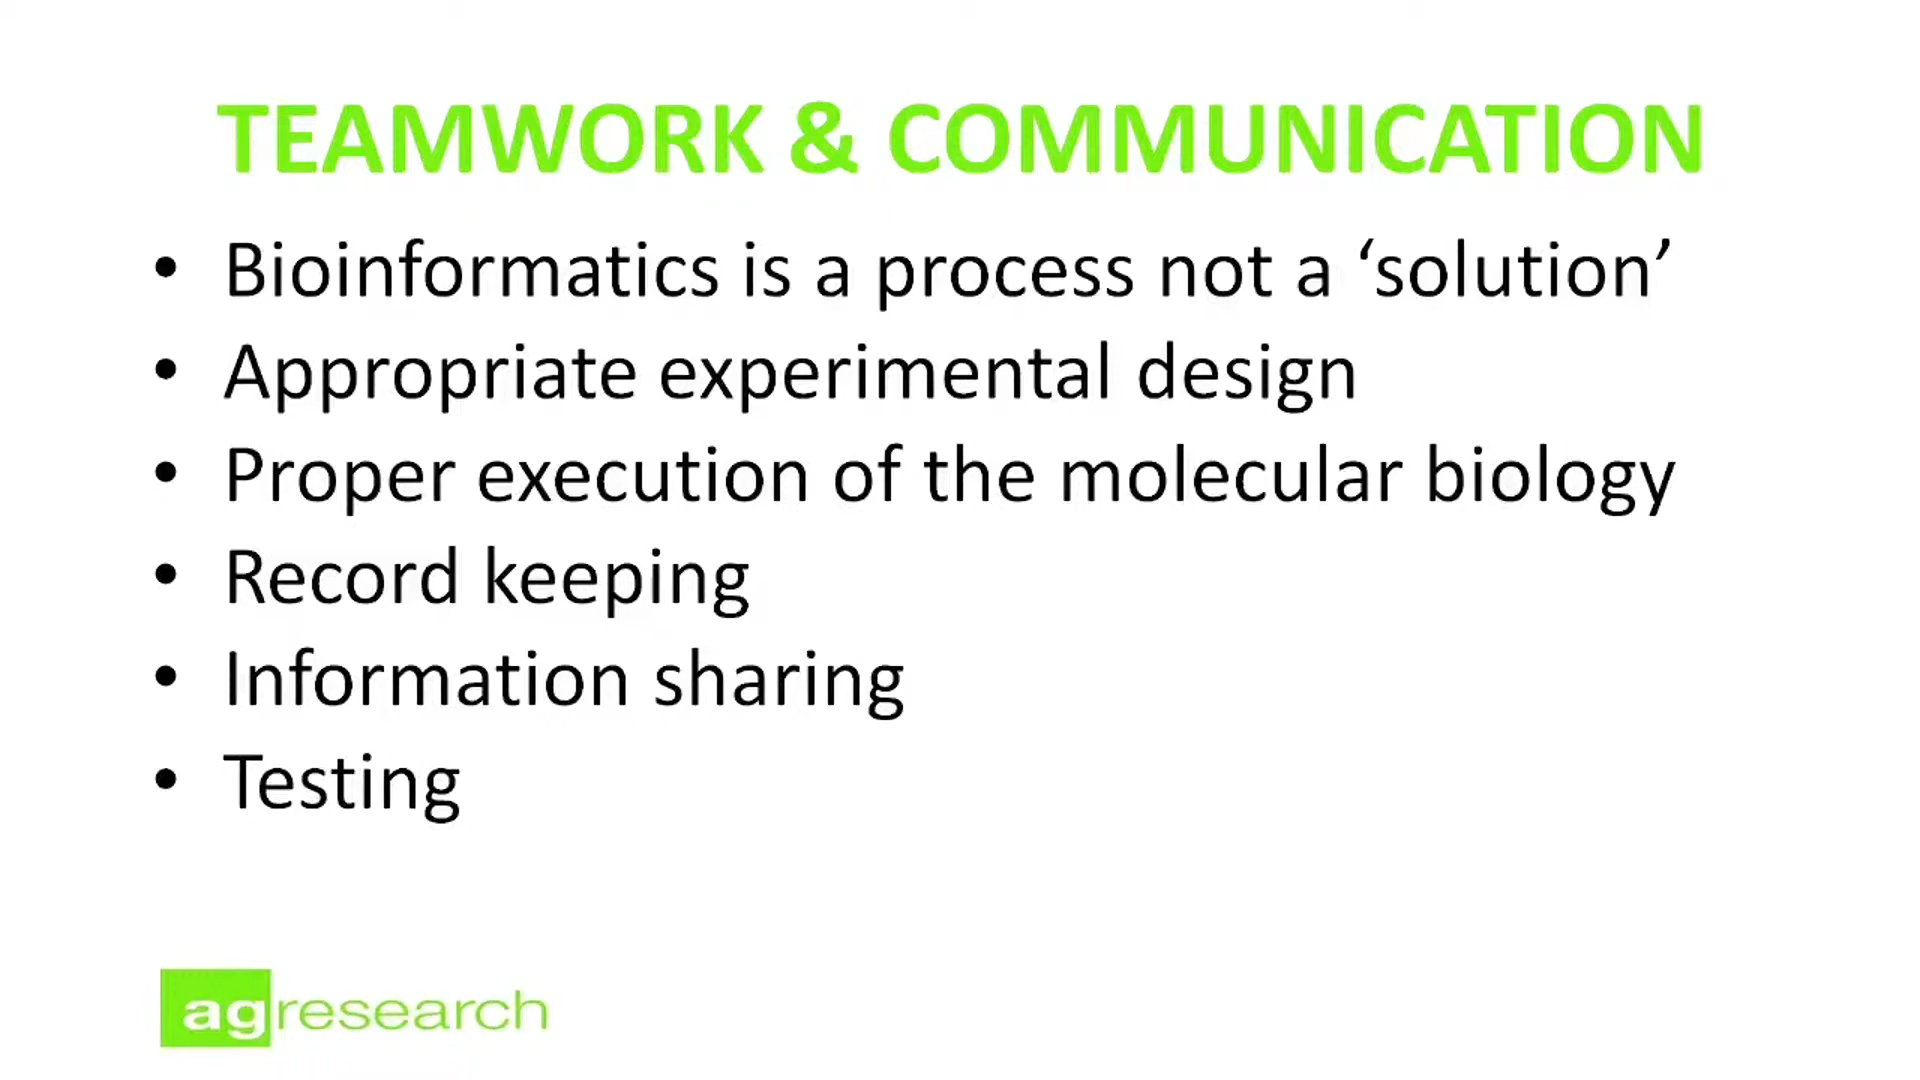 TEAMWORK & COMMUNICATION
• Bioinformatics is a process not a ‘solution’
• Appropriate experimental design
• Proper execution of the molecular biology
• Record keeping
• Information sharing
• Testing
agresearch